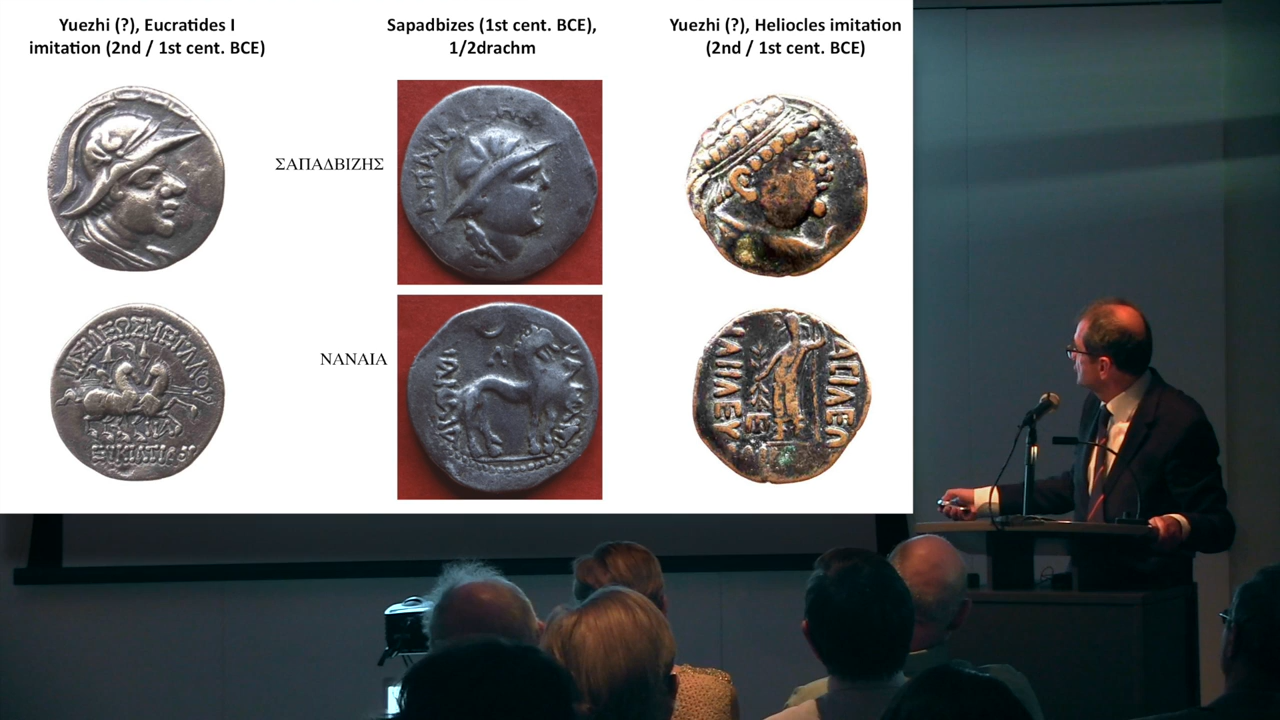 Yuezhi (?), Eucratides I
imitation (2nd / 1st cent. BCE)
Sapadbizes (1st cent. BCE),
1/2drachm
Yuezhi (?), Heliocles imitation
(2nd / 1st cent. BCE)
ΣΑΠΑΔΒΙΖΗΣ
ΝΑΝΑΙΑ